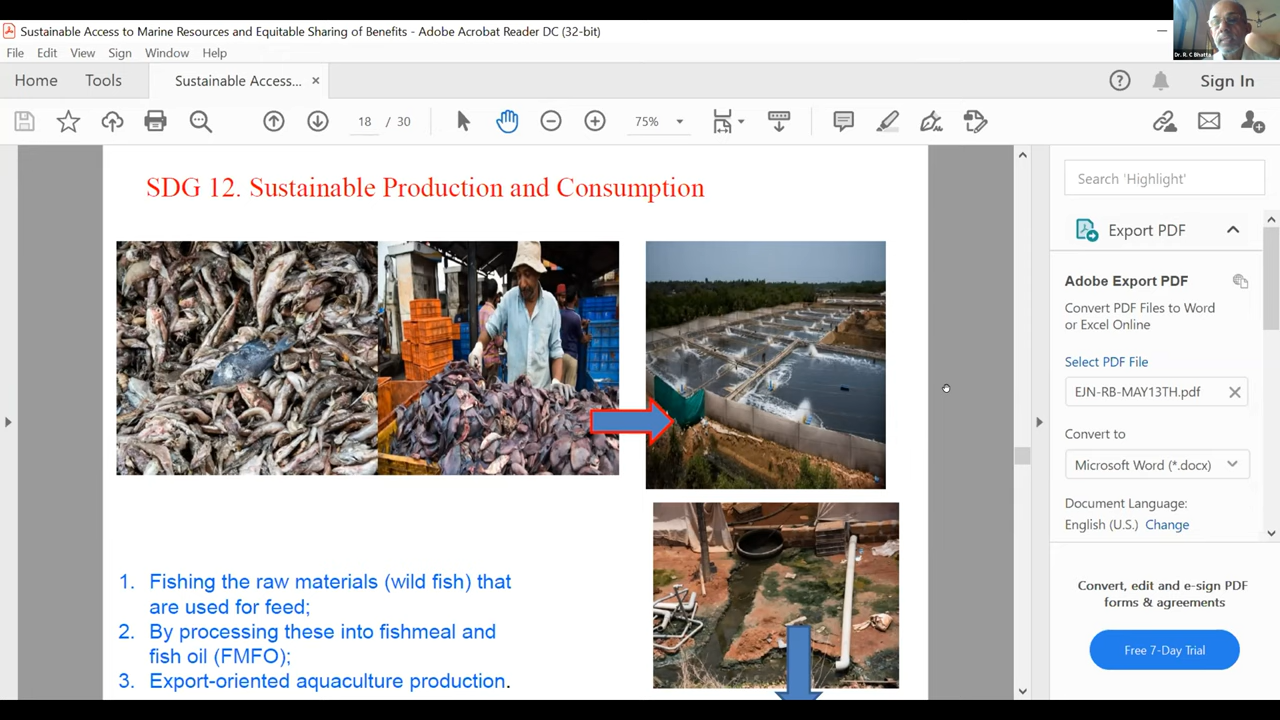 Sustainable Access to Marine Resources and Equitable Sharing of Benefits - Adobe Acrobat Reader DC (32-bit)
File Edit View Sign Window Help
Home Tools Sustainable Access... × Sign In
18 / 30 75%
SDG 12. Sustainable Production and Consumption
1. Fishing the raw materials (wild fish) that
are used for feed;
2. By processing these into fishmeal and
fish oil (FMFO);
3. Export-oriented aquaculture production.
Dr. R. C Bhatta
Search 'Highlight'
Export PDF
Adobe Export PDF
Convert PDF Files to Word
or Excel Online
Select PDF File
EJN-RB-MAY13TH.pdf
Convert to
Microsoft Word (*.docx)
Document Language:
English (U.S.) Change
Convert, edit and e-sign PDF
forms & agreements
Free 7-Day Trial